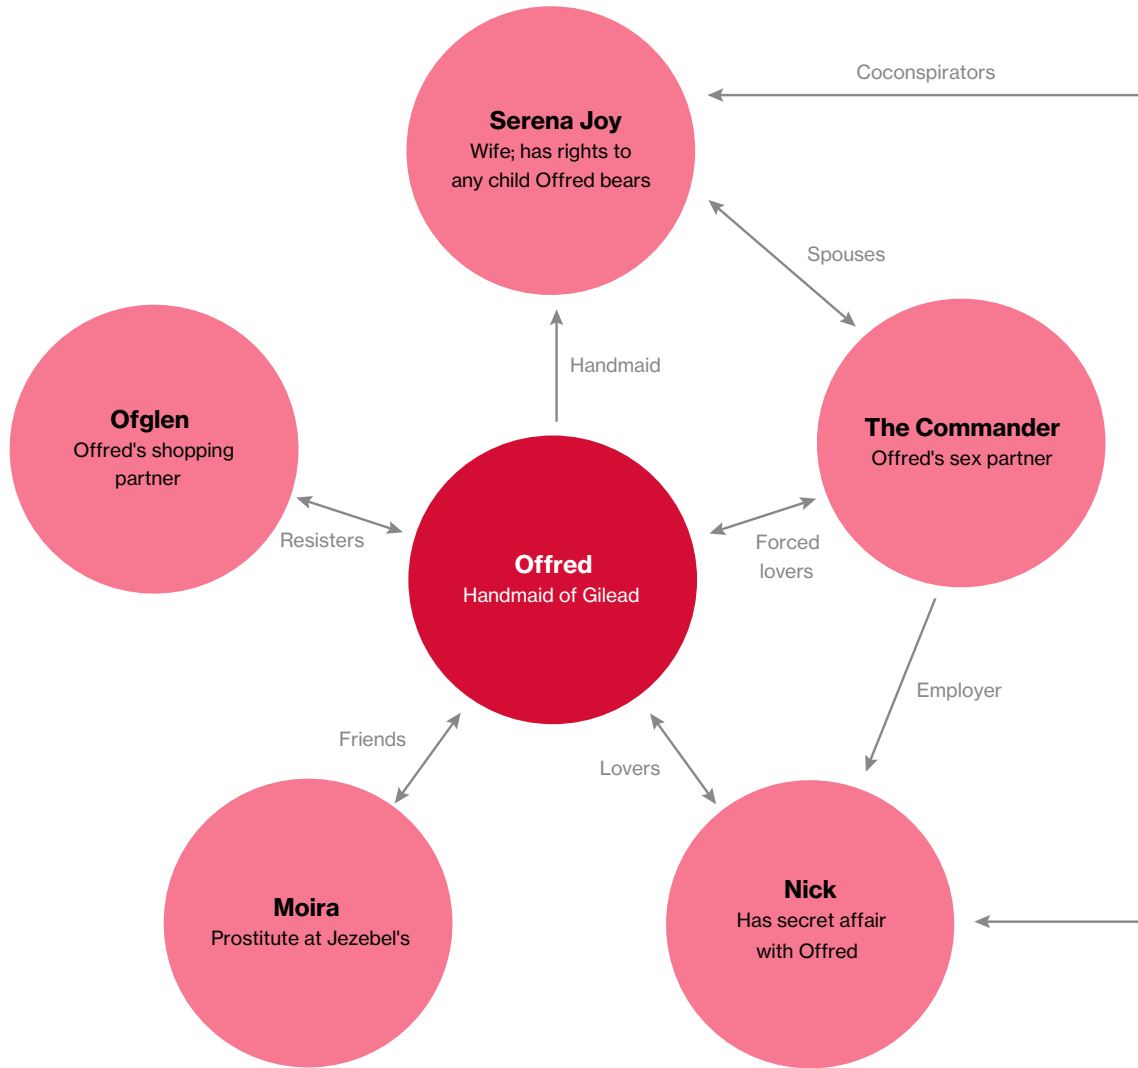 Coconspirators
Serena Joy
Wife; has rights to
any child Offred bears
Spouses
Handmaid
Ofglen
Offred's shopping
partner
The Commander
Offred's sex partner
Resisters
Forced
lovers
Offred
Handmaid of Gilead
Employer
Friends
Lovers
Moira
Prostitute at Jezebel's
Nick
Has secret affair
with Offred